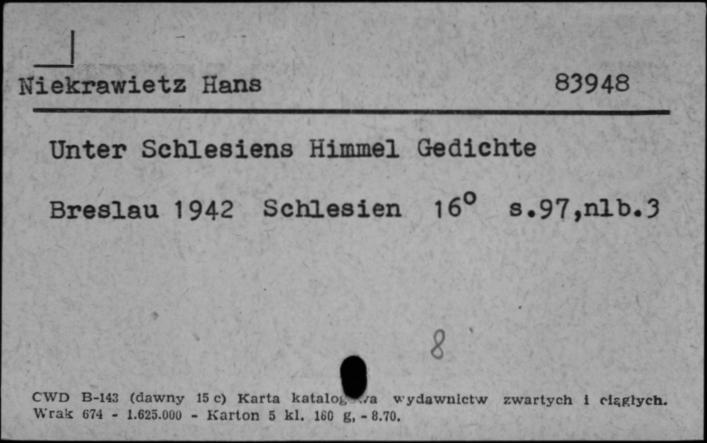 Niekrawietz Hans 83948
Unter Schlesiens Himmel Gedichte
Breslau 1942 Schlesien 16° s.97,nlb.3
8
CWD B-143 (dawny 15 c) Karta wydawnictw zwartych i ciągłych.
Wrak 674 - 1.625.000 - Karton 5 kl. 160 g, - 8.70.